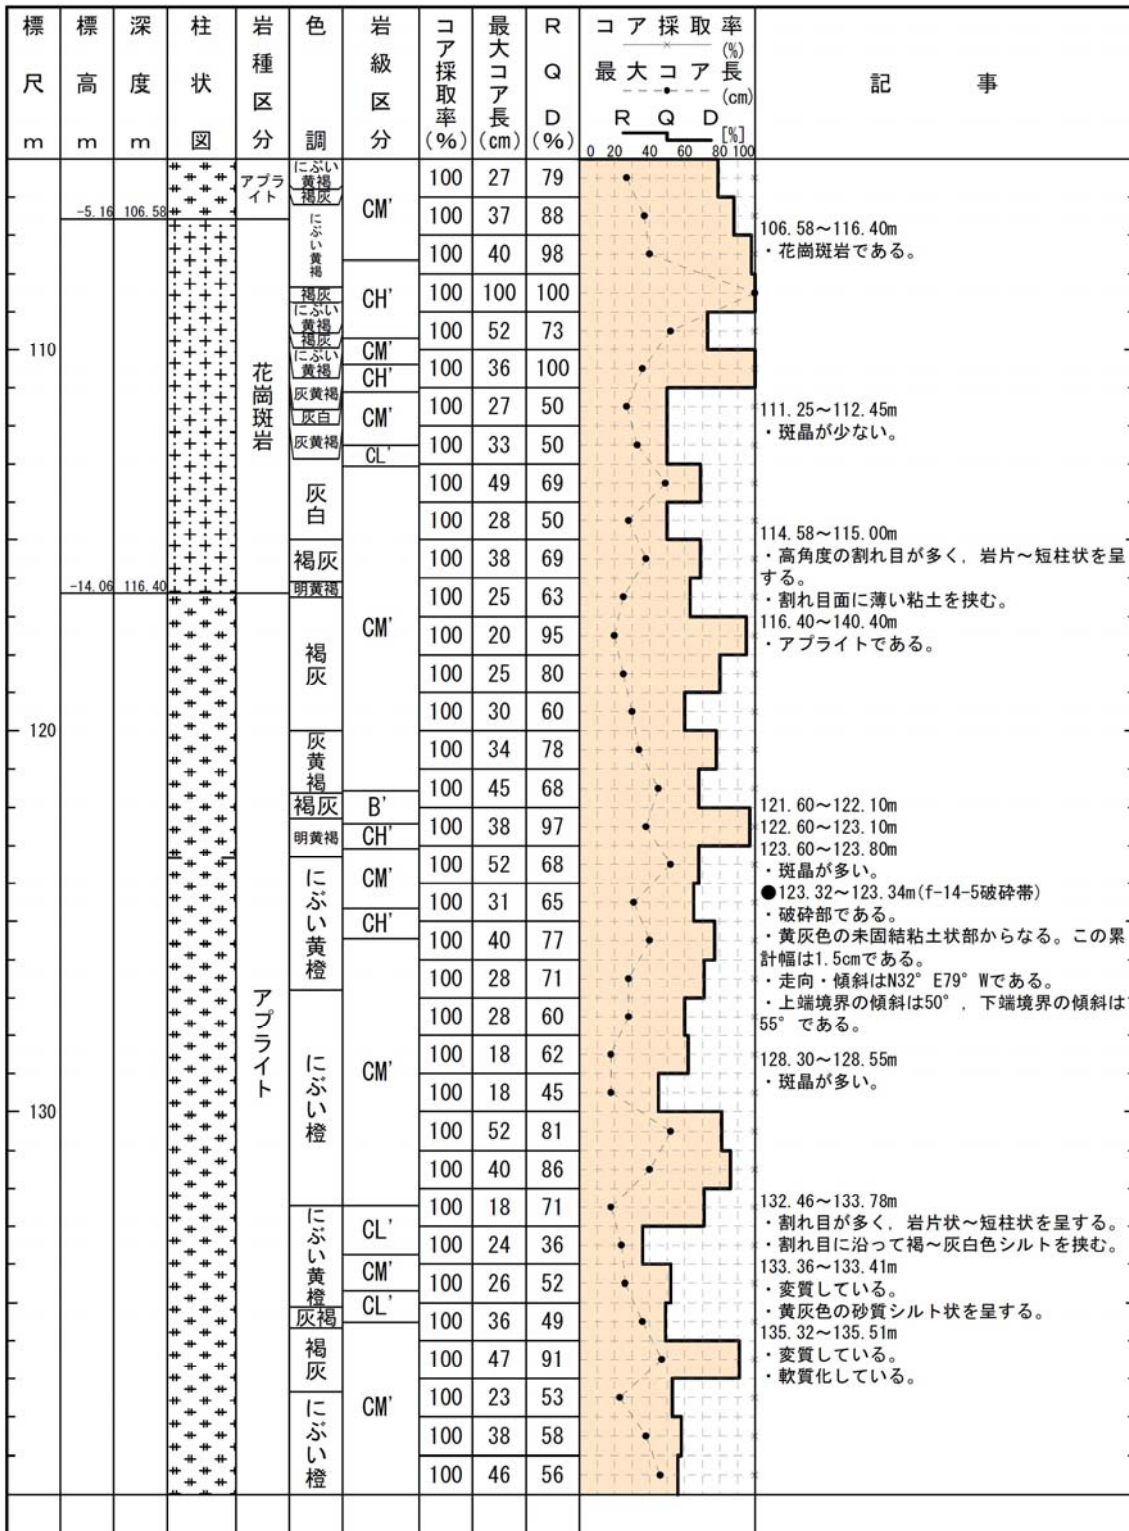 標尺m
標高m
深度m
柱状図
岩種区分
色調
岩級区分
コア採取率(%)
最大コア長(cm)
RQD(%)
コア採取率
(%)
最大コア長
(cm)
R Q D
[%]
0 20 40 60 80 100
記 事
アプライト
にぶい黄褐
褐灰
CM'
100 27 79
-5.16 106.58
にぶい黄褐
100 37 88
106.58～116.40m
・花崗斑岩である。
100 40 98
褐灰
CH'
100 100 100
にぶい黄褐
100 52 73
褐灰
110
CM'
にぶい黄褐
CH'
100 36 100
花崗斑岩
灰黄褐
CM'
100 27 50
111.25～112.45m
・斑晶が少ない。
灰白
灰黄褐
100 33 50
CL'
100 49 69
灰白
100 28 50
114.58～115.00m
・高角度の割れ目が多く，岩片～短柱状を呈
する。
・割れ目面に薄い粘土を挟む。
褐灰
100 38 69
-14.06 116.40
明黄褐
100 25 63
116.40～140.40m
・アプライトである。
CM'
100 20 95
褐灰
100 25 80
100 30 60
120
灰黄褐
100 34 78
100 45 68
褐灰
B'
121.60～122.10m
122.60～123.10m
123.60～123.80m
・斑晶が多い。
明黄褐
CH'
100 38 97
CM'
100 52 68
●123.32～123.34m(f-14-5破砕帯)
・破砕部である。
・黄灰色の未固結粘土状部からなる。この累
計幅は1.5cmである。
・走向・傾斜はN32° E79° Wである。
・上端境界の傾斜は50°，下端境界の傾斜は
55°である。
にぶい黄橙
100 31 65
CH'
100 40 77
100 28 71
アプライト
100 28 60
にぶい橙
CM'
100 18 62
128.30～128.55m
・斑晶が多い。
100 18 45
130
100 52 81
100 40 86
100 18 71
132.46～133.78m
・割れ目が多く，岩片状～短柱状を呈する。
・割れ目に沿って褐～灰白色シルトを挟む。
にぶい黄橙
CL'
100 24 36
133.36～133.41m
・変質している。
・黄灰色の砂質シルト状を呈する。
CM'
100 26 52
CL'
灰褐
100 36 49
135.32～135.51m
・変質している。
・軟質化している。
褐灰
100 47 91
CM'
100 23 53
にぶい橙
100 38 58
100 46 56